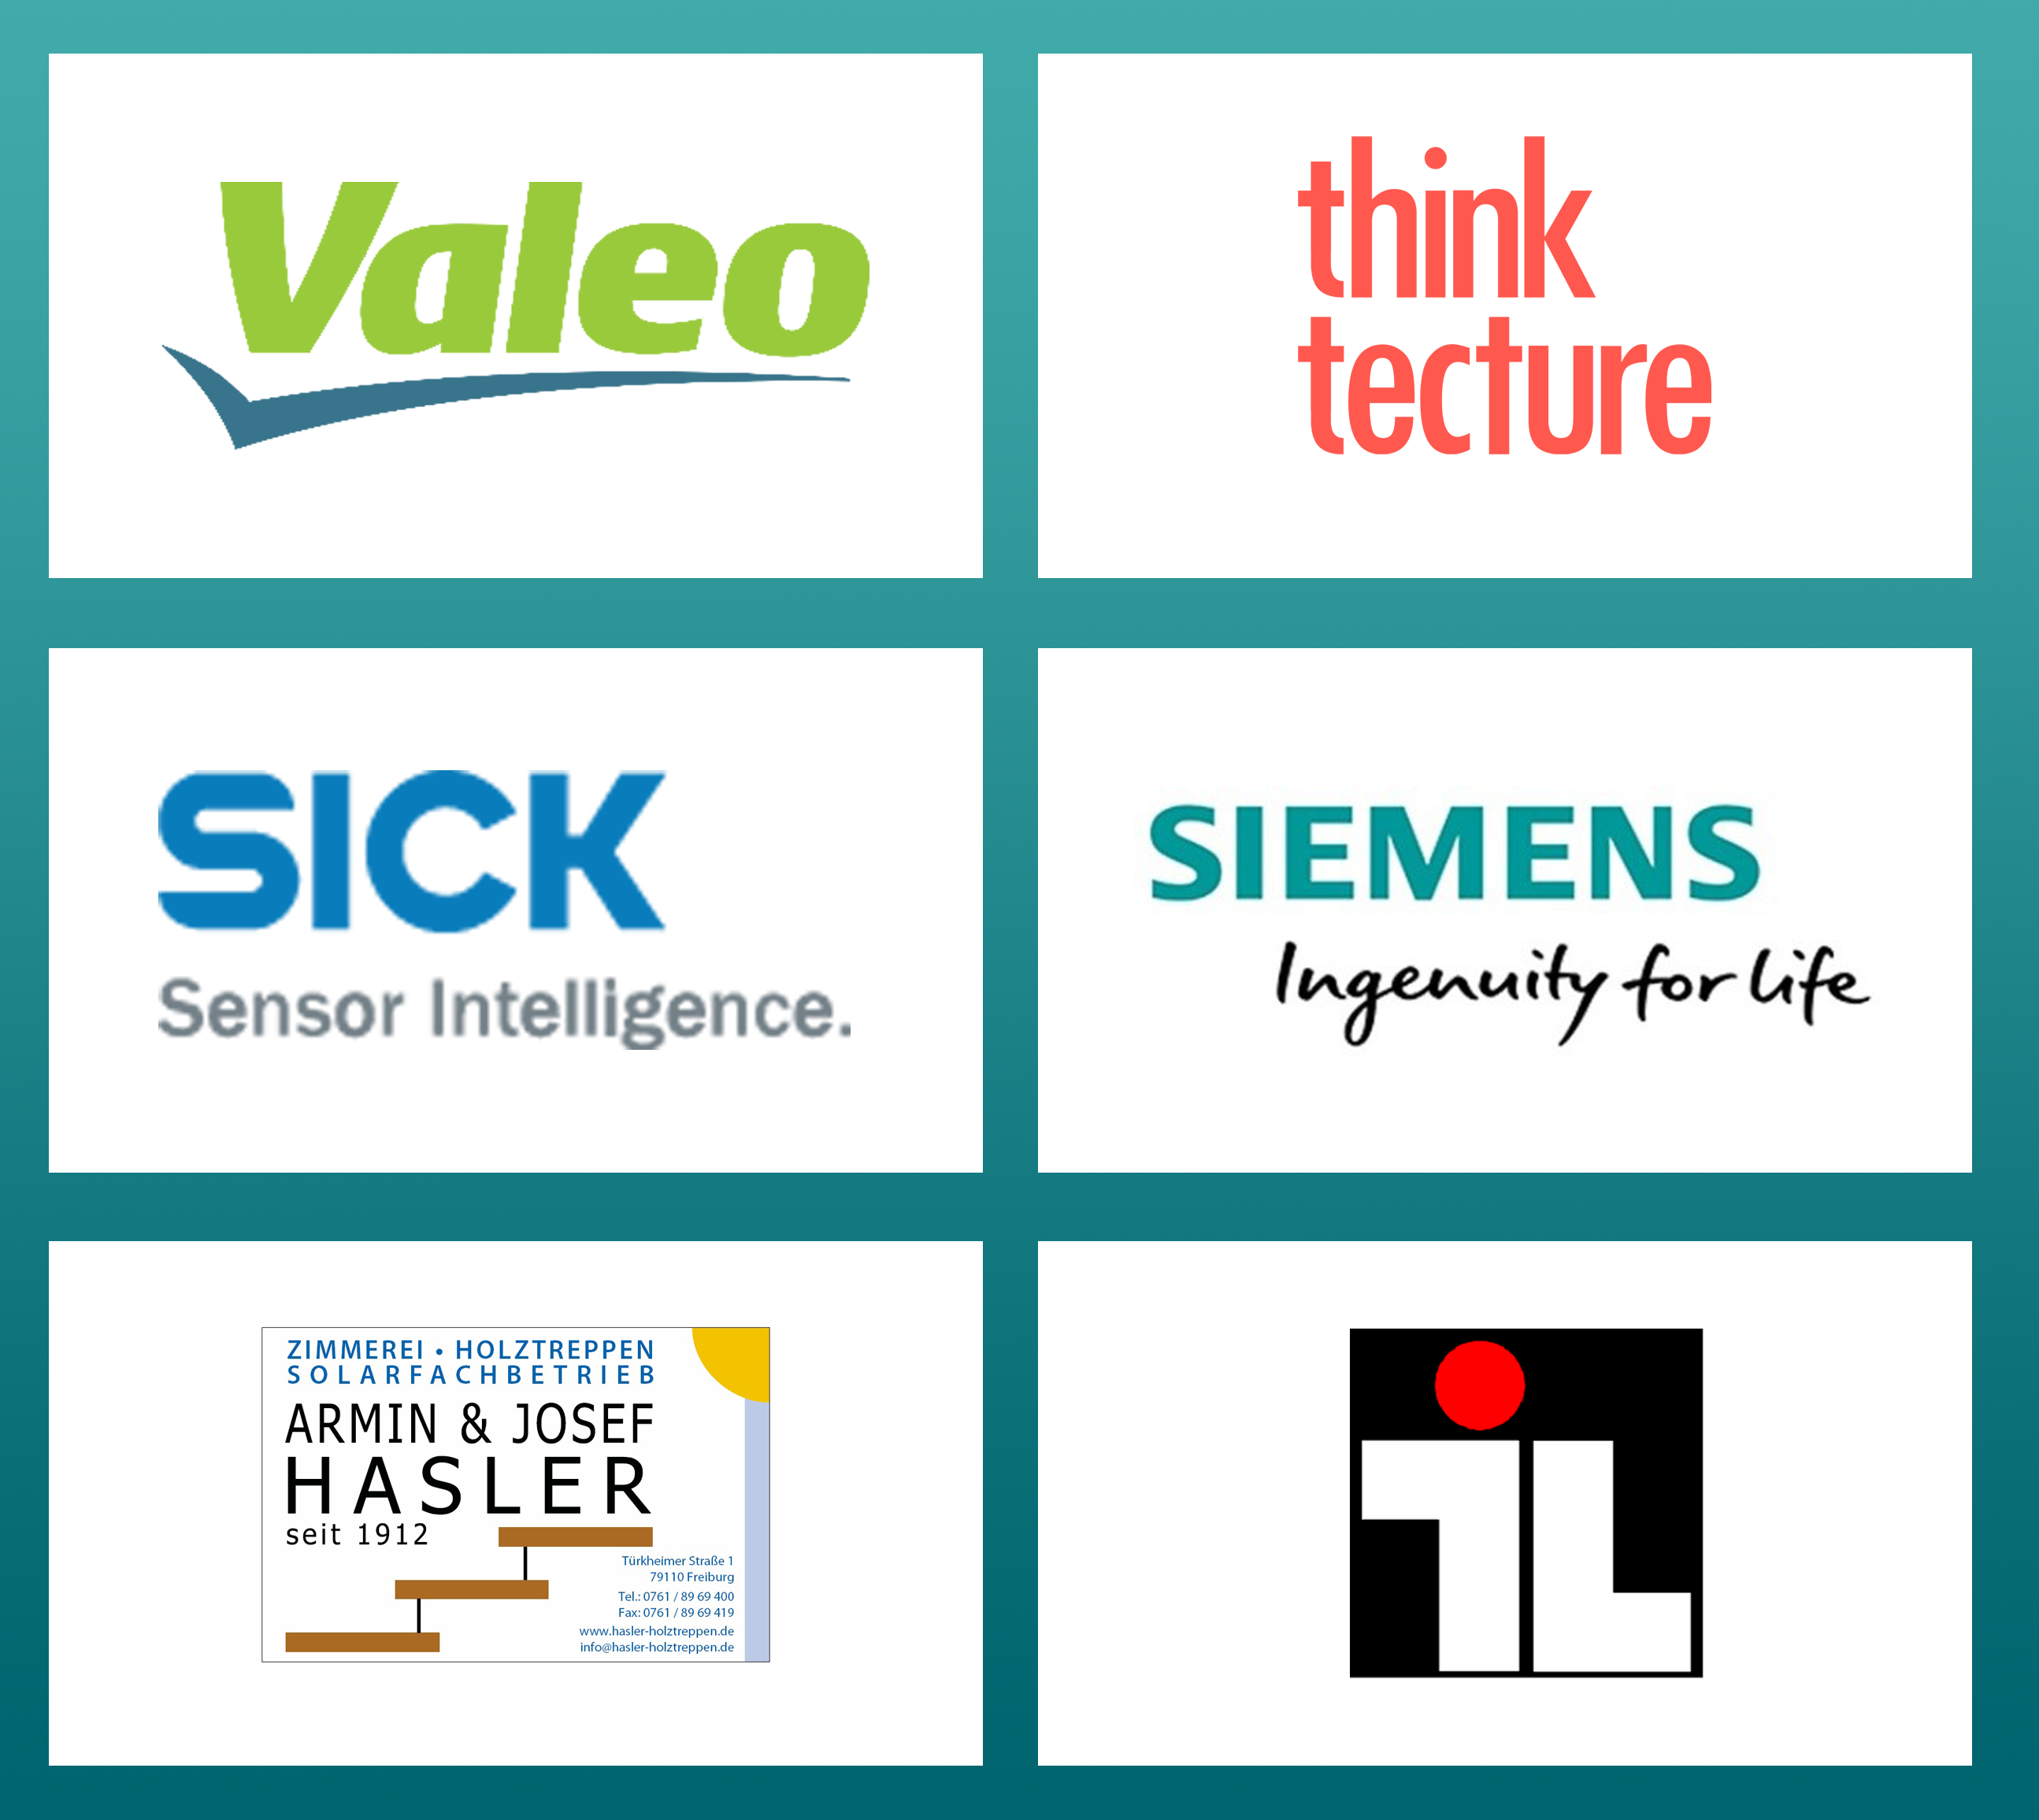 Valeo
think
tecture
SICK
Sensor Intelligence.
SIEMENS
Ingenuity for life
ZIMMEREI • HOLZTREPPEN
SOLARFACHBETRIEB
ARMIN & JOSEF
HASLER
seit 1912
Türkheimer Straße 1
79110 Freiburg
Tel.: 0761 / 89 69 400
Fax: 0761 / 89 69 419
www.hasler-holztreppen.de
info@hasler-holztreppen.de
iL